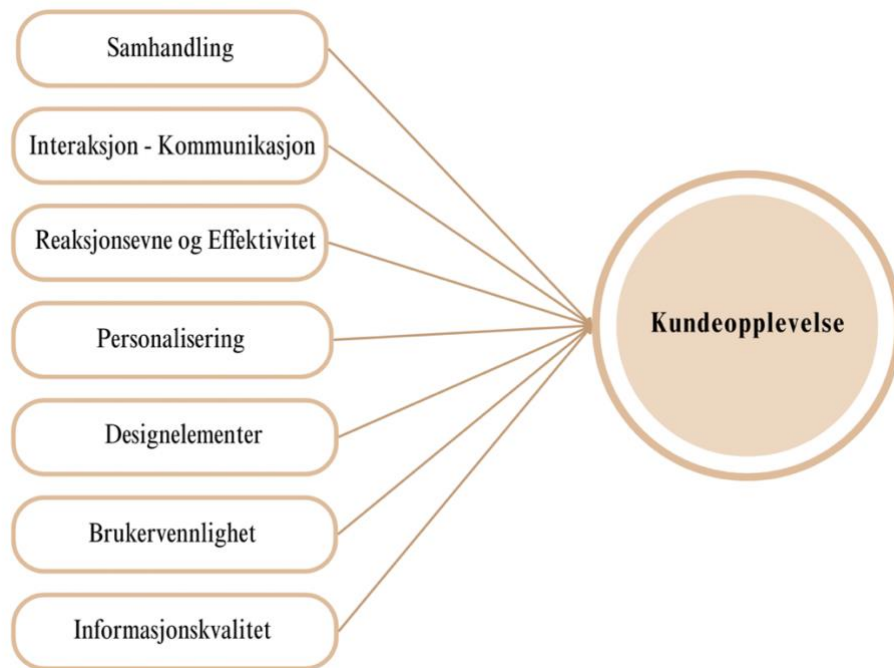 Samhandling
Interaksjon - Kommunikasjon
Reaksjonsevne og Effektivitet
Personalisering
Designelementer
Brukervennlighet
Informasjonskvalitet
Kundeopplevelse